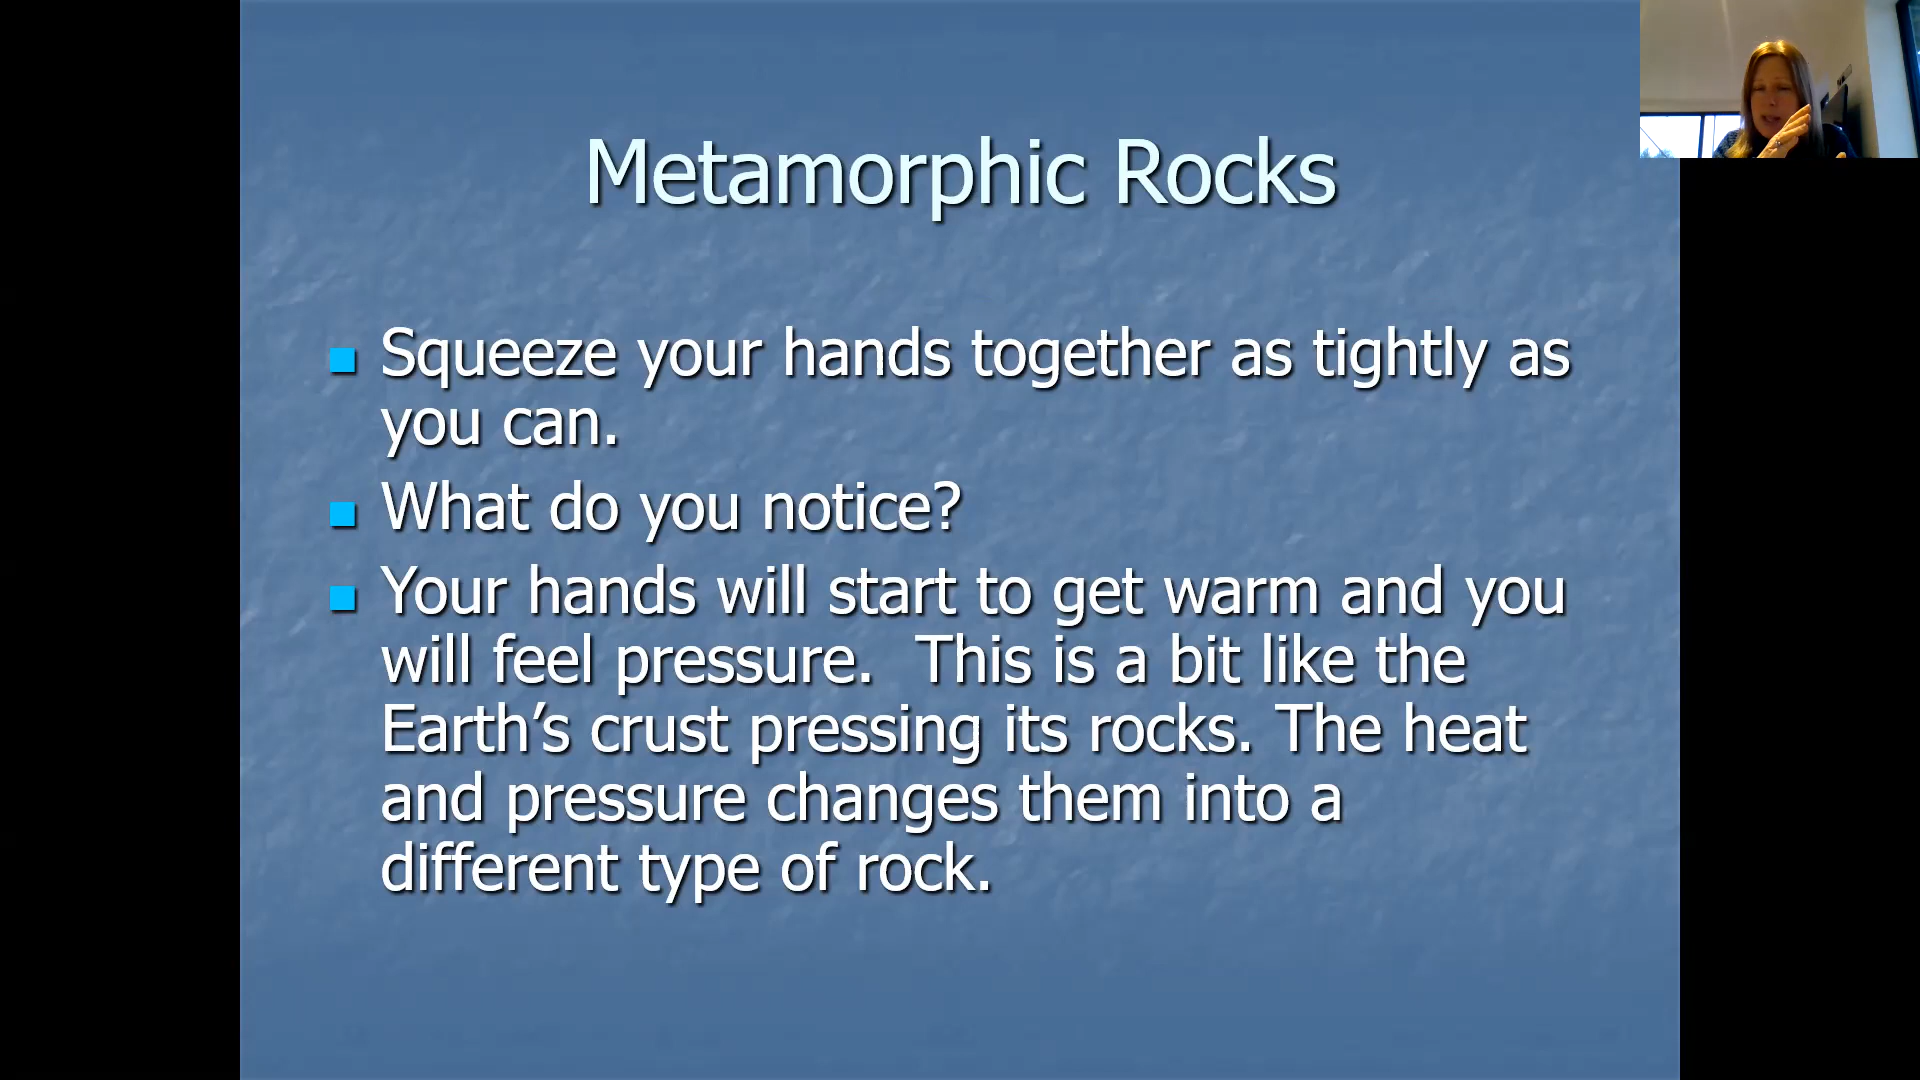 Metamorphic Rocks
Squeeze your hands together as tightly as
you can.
What do you notice?
Your hands will start to get warm and you
will feel pressure.  This is a bit like the
Earth’s crust pressing its rocks. The heat
and pressure changes them into a
different type of rock.